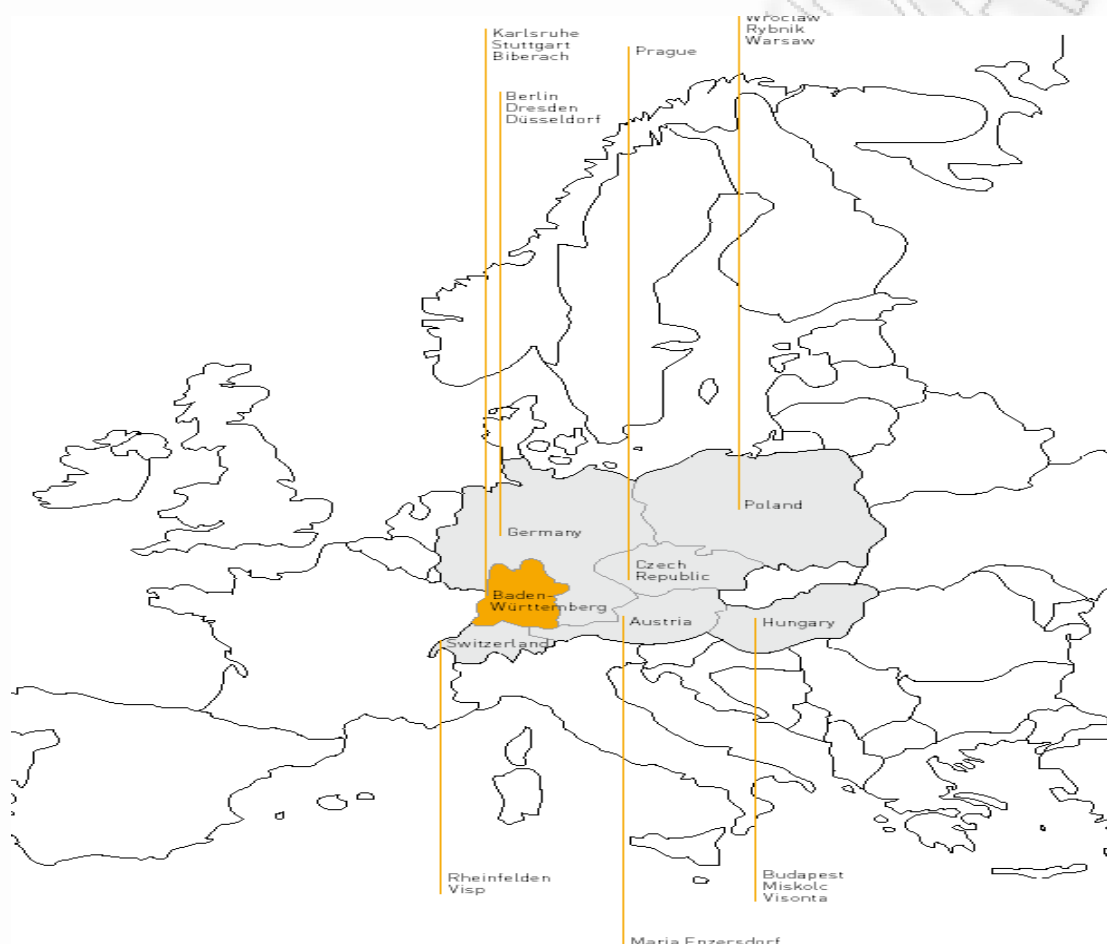 Karlsruhe
Stuttgart
Biberach
Prague
Wroclaw
Rybnik
Warsaw
Berlin
Dresden
Düsseldorf
Poland
Germany
Czech
Republic
Baden-
Württemberg
Austria
Hungary
Switzerland
Rheinfelden
Visp
Budapest
Miskolc
Visonta
Maria Enzersdorf